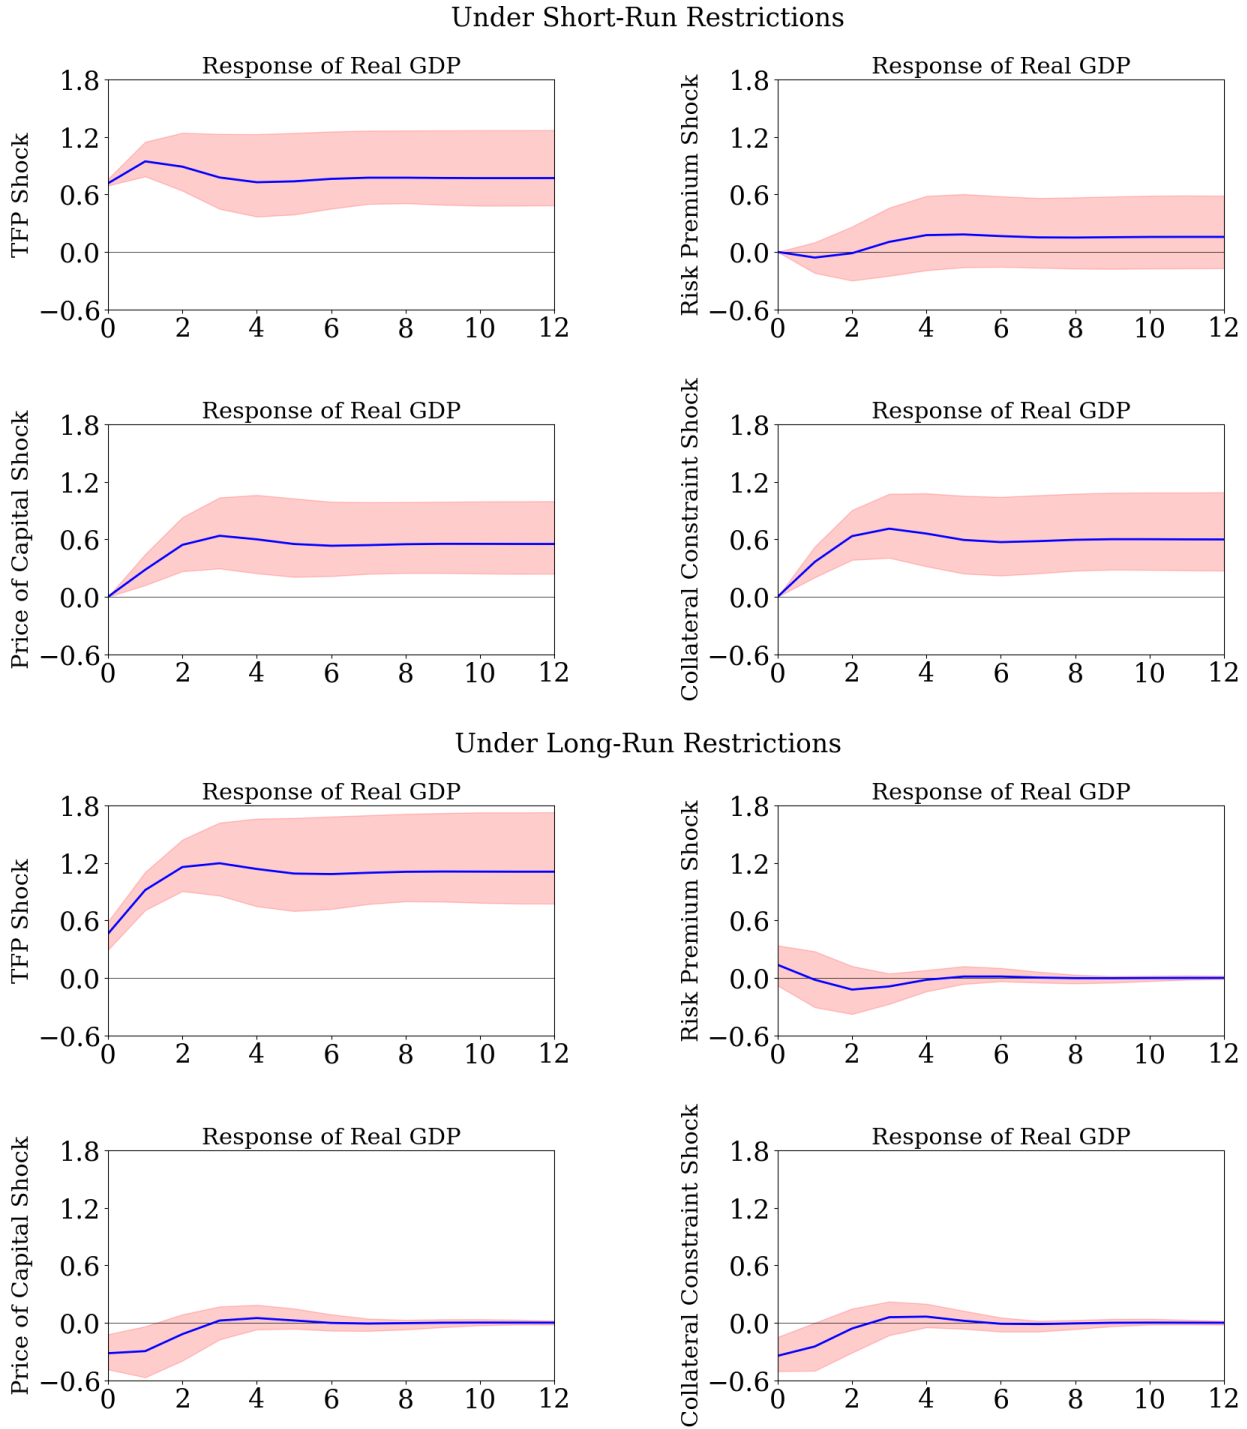 Under Short-Run Restrictions
Response of Real GDP
TFP Shock
1.8
1.2
0.6
0.0
−0.6
0 2 4 6 8 10 12
Response of Real GDP
Risk Premium Shock
1.8
1.2
0.6
0.0
−0.6
0 2 4 6 8 10 12
Response of Real GDP
Price of Capital Shock
1.8
1.2
0.6
0.0
−0.6
0 2 4 6 8 10 12
Response of Real GDP
Collateral Constraint Shock
1.8
1.2
0.6
0.0
−0.6
0 2 4 6 8 10 12
Under Long-Run Restrictions
Response of Real GDP
TFP Shock
1.8
1.2
0.6
0.0
−0.6
0 2 4 6 8 10 12
Response of Real GDP
Risk Premium Shock
1.8
1.2
0.6
0.0
−0.6
0 2 4 6 8 10 12
Response of Real GDP
Price of Capital Shock
1.8
1.2
0.6
0.0
−0.6
0 2 4 6 8 10 12
Response of Real GDP
Collateral Constraint Shock
1.8
1.2
0.6
0.0
−0.6
0 2 4 6 8 10 12